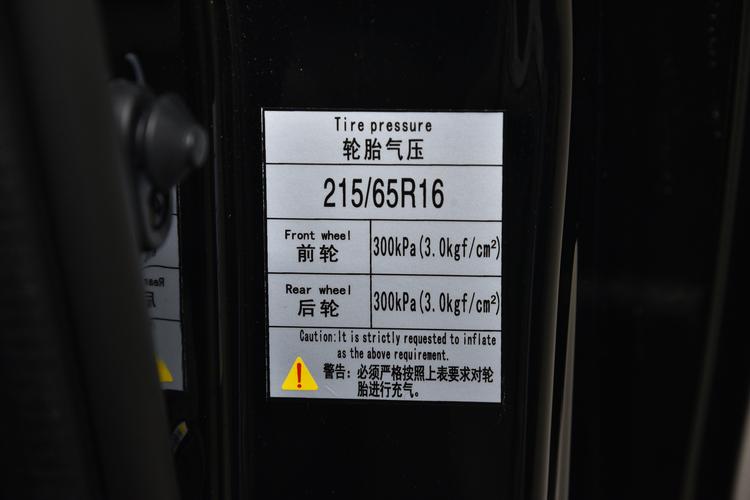 Tire pressure
轮胎气压
215/65R16
Front wheel
前轮
300kPa(3.0kgf/cm²)
Rear wheel
后轮
300kPa(3.0kgf/cm²)
Caution:It is strictly requested to inflate
as the above requirement.
警告：必须严格按照上表要求对轮
胎进行充气。